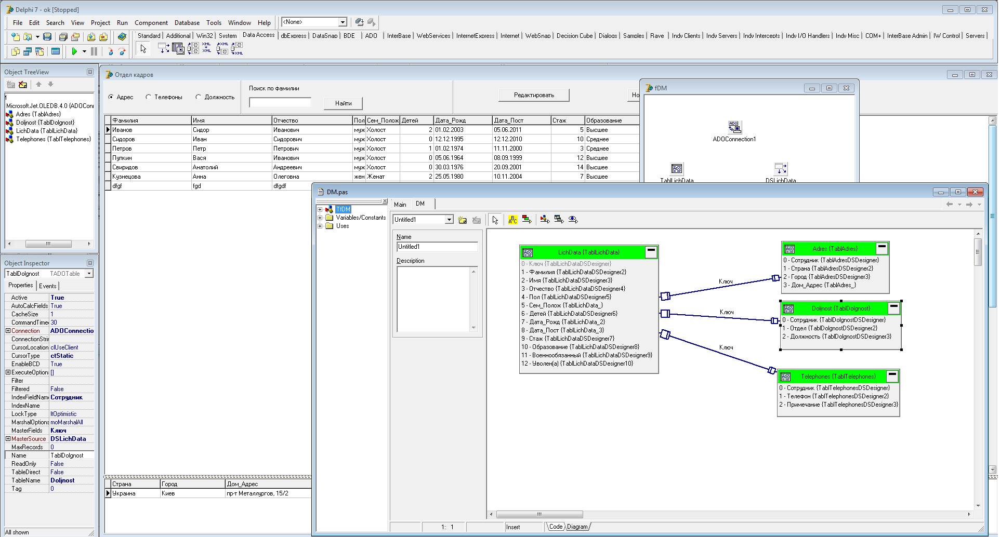 Delphi 7 - ok [Stopped]
File Edit Search View Project Run Component Database Tools Window Help <None>
Standard Additional Win32 System Data Access dbExpress DataSnap BDE ADO InterBase WebServices InternetExpress Internet WebSnap Decision Cube Dialogs Samples Rave Indy Clients Indy Servers Indy Intercepts Indy I/O Handlers Indy Misc COM+ InterBase Admin IW Control Servers
Object TreeView
Microsoft.Jet.OLEDB.4.0 {ADOConn
Adres {TablAdres}
Doljnost {TablDolgnost}
LichData {TablLichData}
Telephones {TablTelephones}
Object Inspector
TablDolgnost TADOTable
Properties Events
Active True
AutoCalcFields True
CacheSize 1
CommandTimeo 30
Connection ADOConnectio
ConnectionStrin
CursorLocation clUseClient
CursorType ctStatic
EnableBCD True
ExecuteOptions []
Filter
Filtered False
IndexFieldName Сотрудник
IndexName
LockType ltOptimistic
MarshalOptions moMarshalAll
MasterFields Ключ
MasterSource DSLichData
MaxRecords 0
Name TablDolgnost
ReadOnly False
TableDirect False
TableName Doljnost
Tag 0
All shown
Отдел кадров
Адрес Телефоны Должность
Поиск по фамилии
Найти
Редактировать
Но
Фамилия Имя Отчество Пол Сем_Полож Детей Дата_Рожд Дата_Пост Стаж Образование
Иванов Сидор Иванович муж Холост 2 01.02.2003 05.06.2011 5 Высшее
Сидоров Иван Сидорович муж Холост 0 12.12.1995 12.12.2010 10 Среднее
Петров Петр Петрович муж Холост 1 01.02.1974 11.11.2000 3 Среднее
Пупкин Вася Иванович муж Холост 0 05.06.1964 08.09.1999 12 Высшее
Свиридов Анатолий Андреевич муж Холост 0 30.03.1976 20.09.2001 14 Высшее
Кузнецова Анна Олеговна жен Женат 2 25.05.1980 10.11.2004 7 Высшее
dfgf fgd dfgdf
Страна Город Дом_Адрес
Украина Киев пр-т Металлургов, 15/2
fDM
ADOConnection1
TablLichData DSLichData
DM.pas
TfDM
Variables/Constants
Uses
Main DM
Untitled1
Name
Untitled1
Description
LichData {TablLichData}
0 - Ключ {TablLichDataDSDesigner}
1 - Фамилия {TablLichDataDSDesigner2}
2 - Имя {TablLichDataDSDesigner3}
3 - Отчество {TablLichDataDSDesigner4}
4 - Пол {TablLichDataDSDesigner5}
5 - Сем_Полож {TablLichData_}
6 - Детей {TablLichDataDSDesigner6}
7 - Дата_Рожд {TablLichData_2}
8 - Дата_Пост {TablLichData_3}
9 - Стаж {TablLichDataDSDesigner7}
10 - Образование {TablLichDataDSDesigner8}
11 - Военнообязанный {TablLichDataDSDesigner9}
12 - Уволен(а) {TablLichDataDSDesigner10}
Ключ
Ключ
Ключ
Adres {TablAdres}
0 - Сотрудник {TablAdresDSDesigner}
1 - Страна {TablAdresDSDesigner2}
2 - Город {TablAdresDSDesigner3}
3 - Дом_Адрес {TablAdres_}
Doljnost {TablDolgnost}
0 - Сотрудник {TablDolgnostDSDesigner}
1 - Отдел {TablDolgnostDSDesigner2}
2 - Должность {TablDolgnostDSDesigner3}
Telephones {TablTelephones}
0 - Сотрудник {TablTelephonesDSDesigner}
1 - Телефон {TablTelephonesDSDesigner2}
2 - Примечание {TablTelephonesDSDesigner3}
1: 1 Insert Code Diagram